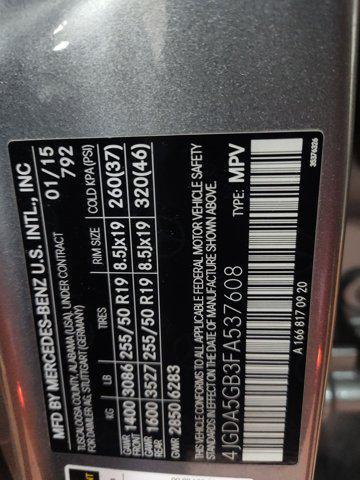 MFD BY MERCEDES-BENZ U.S. INTL., INC
TUSCALOOSA COUNTY, ALABAMA (USA), UNDER CONTRACT
FOR DAIMLER AG, STUTTGART (GERMANY)
01/15
792
KG LB TIRES RIM SIZE COLD KPA (PSI)
GAWR FRONT 1400 3086 255/50 R19 8.5Jx19 260(37)
GAWR REAR 1600 3527 255/50 R19 8.5Jx19 320(46)
GVWR 2850 6283
THIS VEHICLE CONFORMS TO ALL APPLICABLE FEDERAL MOTOR VEHICLE SAFETY
STANDARDS IN EFFECT ON THE DATE OF MANUFACTURE SHOWN ABOVE.
4JGDA5GB3FA537608 TYPE: MPV
A 166 817 09 20
35376326